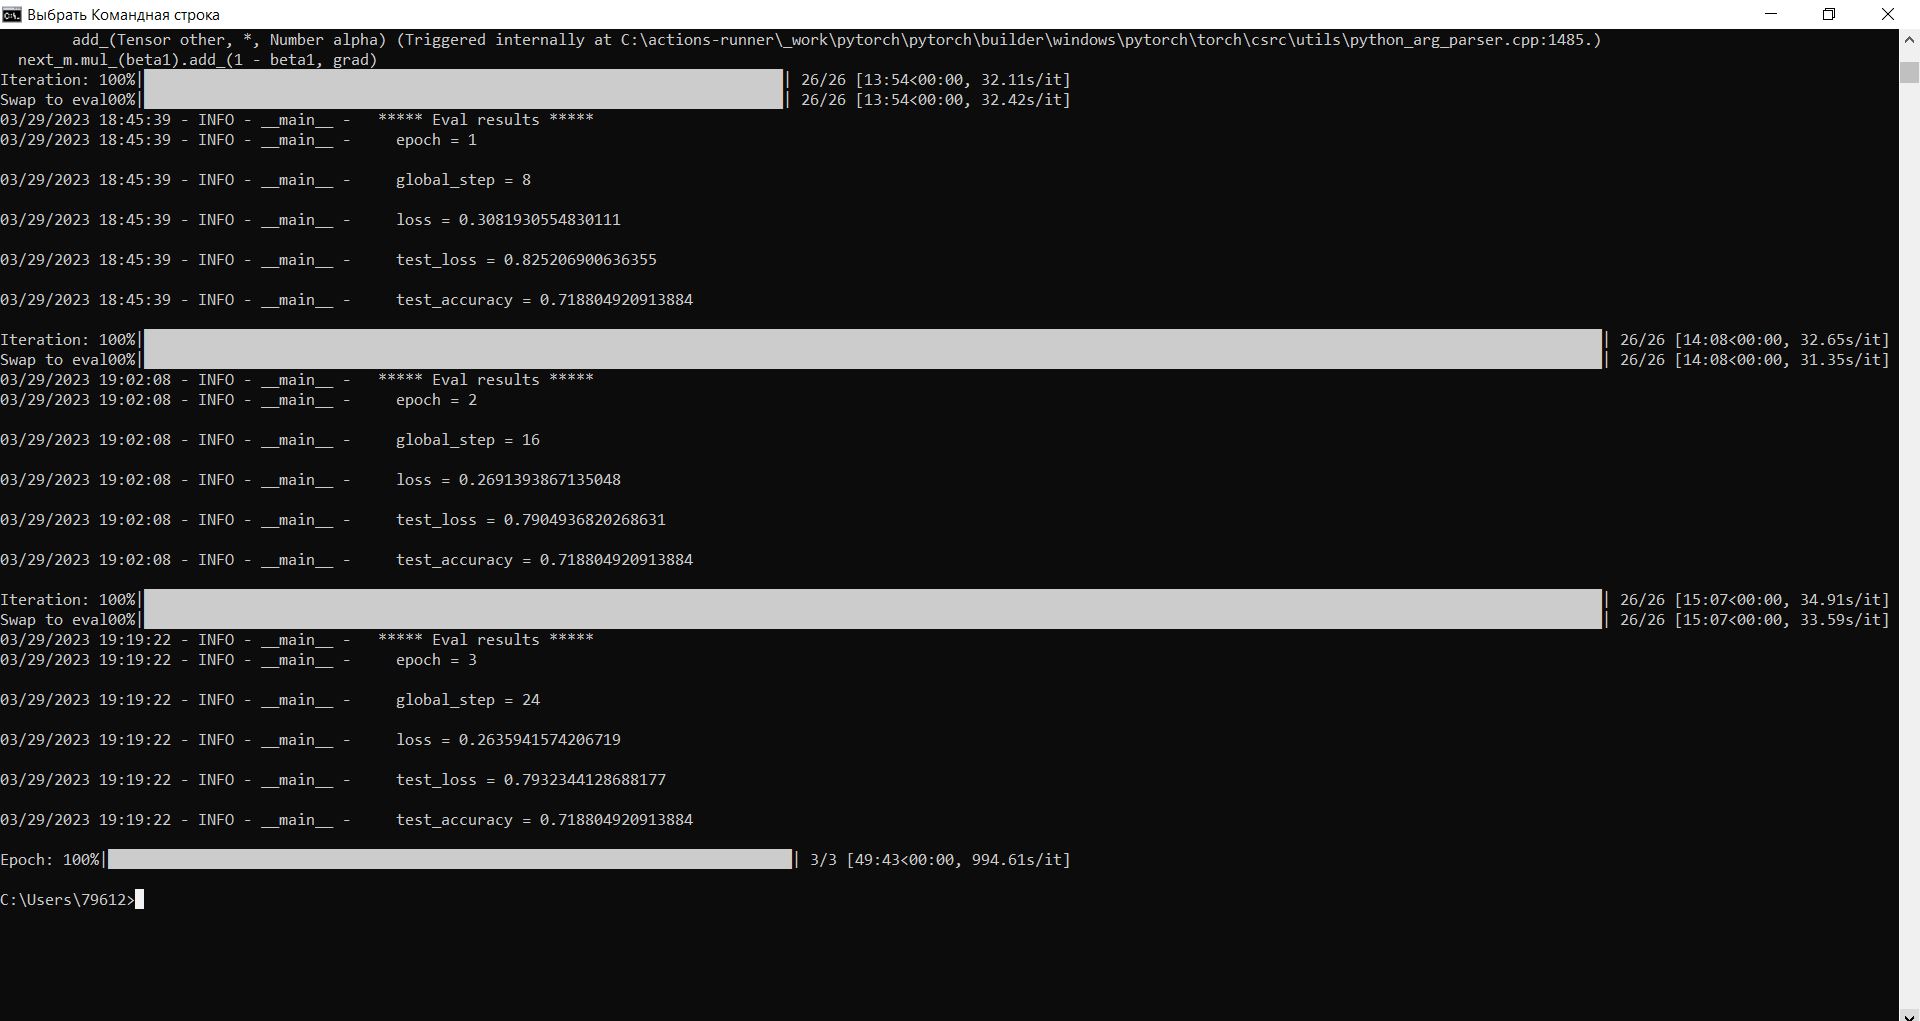 Выбрать Командная строка
add_(Tensor other, *, Number alpha) (Triggered internally at C:\actions-runner\_work\pytorch\pytorch\builder\windows\pytorch\torch\csrc\utils\python_arg_parser.cpp:1485.)
next_m.mul_(beta1).add_(1 - beta1, grad)
Iteration: 100%| | 26/26 [13:54<00:00, 32.11s/it]
Swap to eval00%| | 26/26 [13:54<00:00, 32.42s/it]
03/29/2023 18:45:39 - INFO - __main__ - ***** Eval results *****
03/29/2023 18:45:39 - INFO - __main__ - epoch = 1
03/29/2023 18:45:39 - INFO - __main__ - global_step = 8
03/29/2023 18:45:39 - INFO - __main__ - loss = 0.3081930554830111
03/29/2023 18:45:39 - INFO - __main__ - test_loss = 0.825206900636355
03/29/2023 18:45:39 - INFO - __main__ - test_accuracy = 0.718804920913884
Iteration: 100%| | 26/26 [14:08<00:00, 32.65s/it]
Swap to eval00%| | 26/26 [14:08<00:00, 31.35s/it]
03/29/2023 19:02:08 - INFO - __main__ - ***** Eval results *****
03/29/2023 19:02:08 - INFO - __main__ - epoch = 2
03/29/2023 19:02:08 - INFO - __main__ - global_step = 16
03/29/2023 19:02:08 - INFO - __main__ - loss = 0.2691393867135048
03/29/2023 19:02:08 - INFO - __main__ - test_loss = 0.7904936820268631
03/29/2023 19:02:08 - INFO - __main__ - test_accuracy = 0.718804920913884
Iteration: 100%| | 26/26 [15:07<00:00, 34.91s/it]
Swap to eval00%| | 26/26 [15:07<00:00, 33.59s/it]
03/29/2023 19:19:22 - INFO - __main__ - ***** Eval results *****
03/29/2023 19:19:22 - INFO - __main__ - epoch = 3
03/29/2023 19:19:22 - INFO - __main__ - global_step = 24
03/29/2023 19:19:22 - INFO - __main__ - loss = 0.2635941574206719
03/29/2023 19:19:22 - INFO - __main__ - test_loss = 0.7932344128688177
03/29/2023 19:19:22 - INFO - __main__ - test_accuracy = 0.718804920913884
Epoch: 100%| | 3/3 [49:43<00:00, 994.61s/it]
C:\Users\79612>